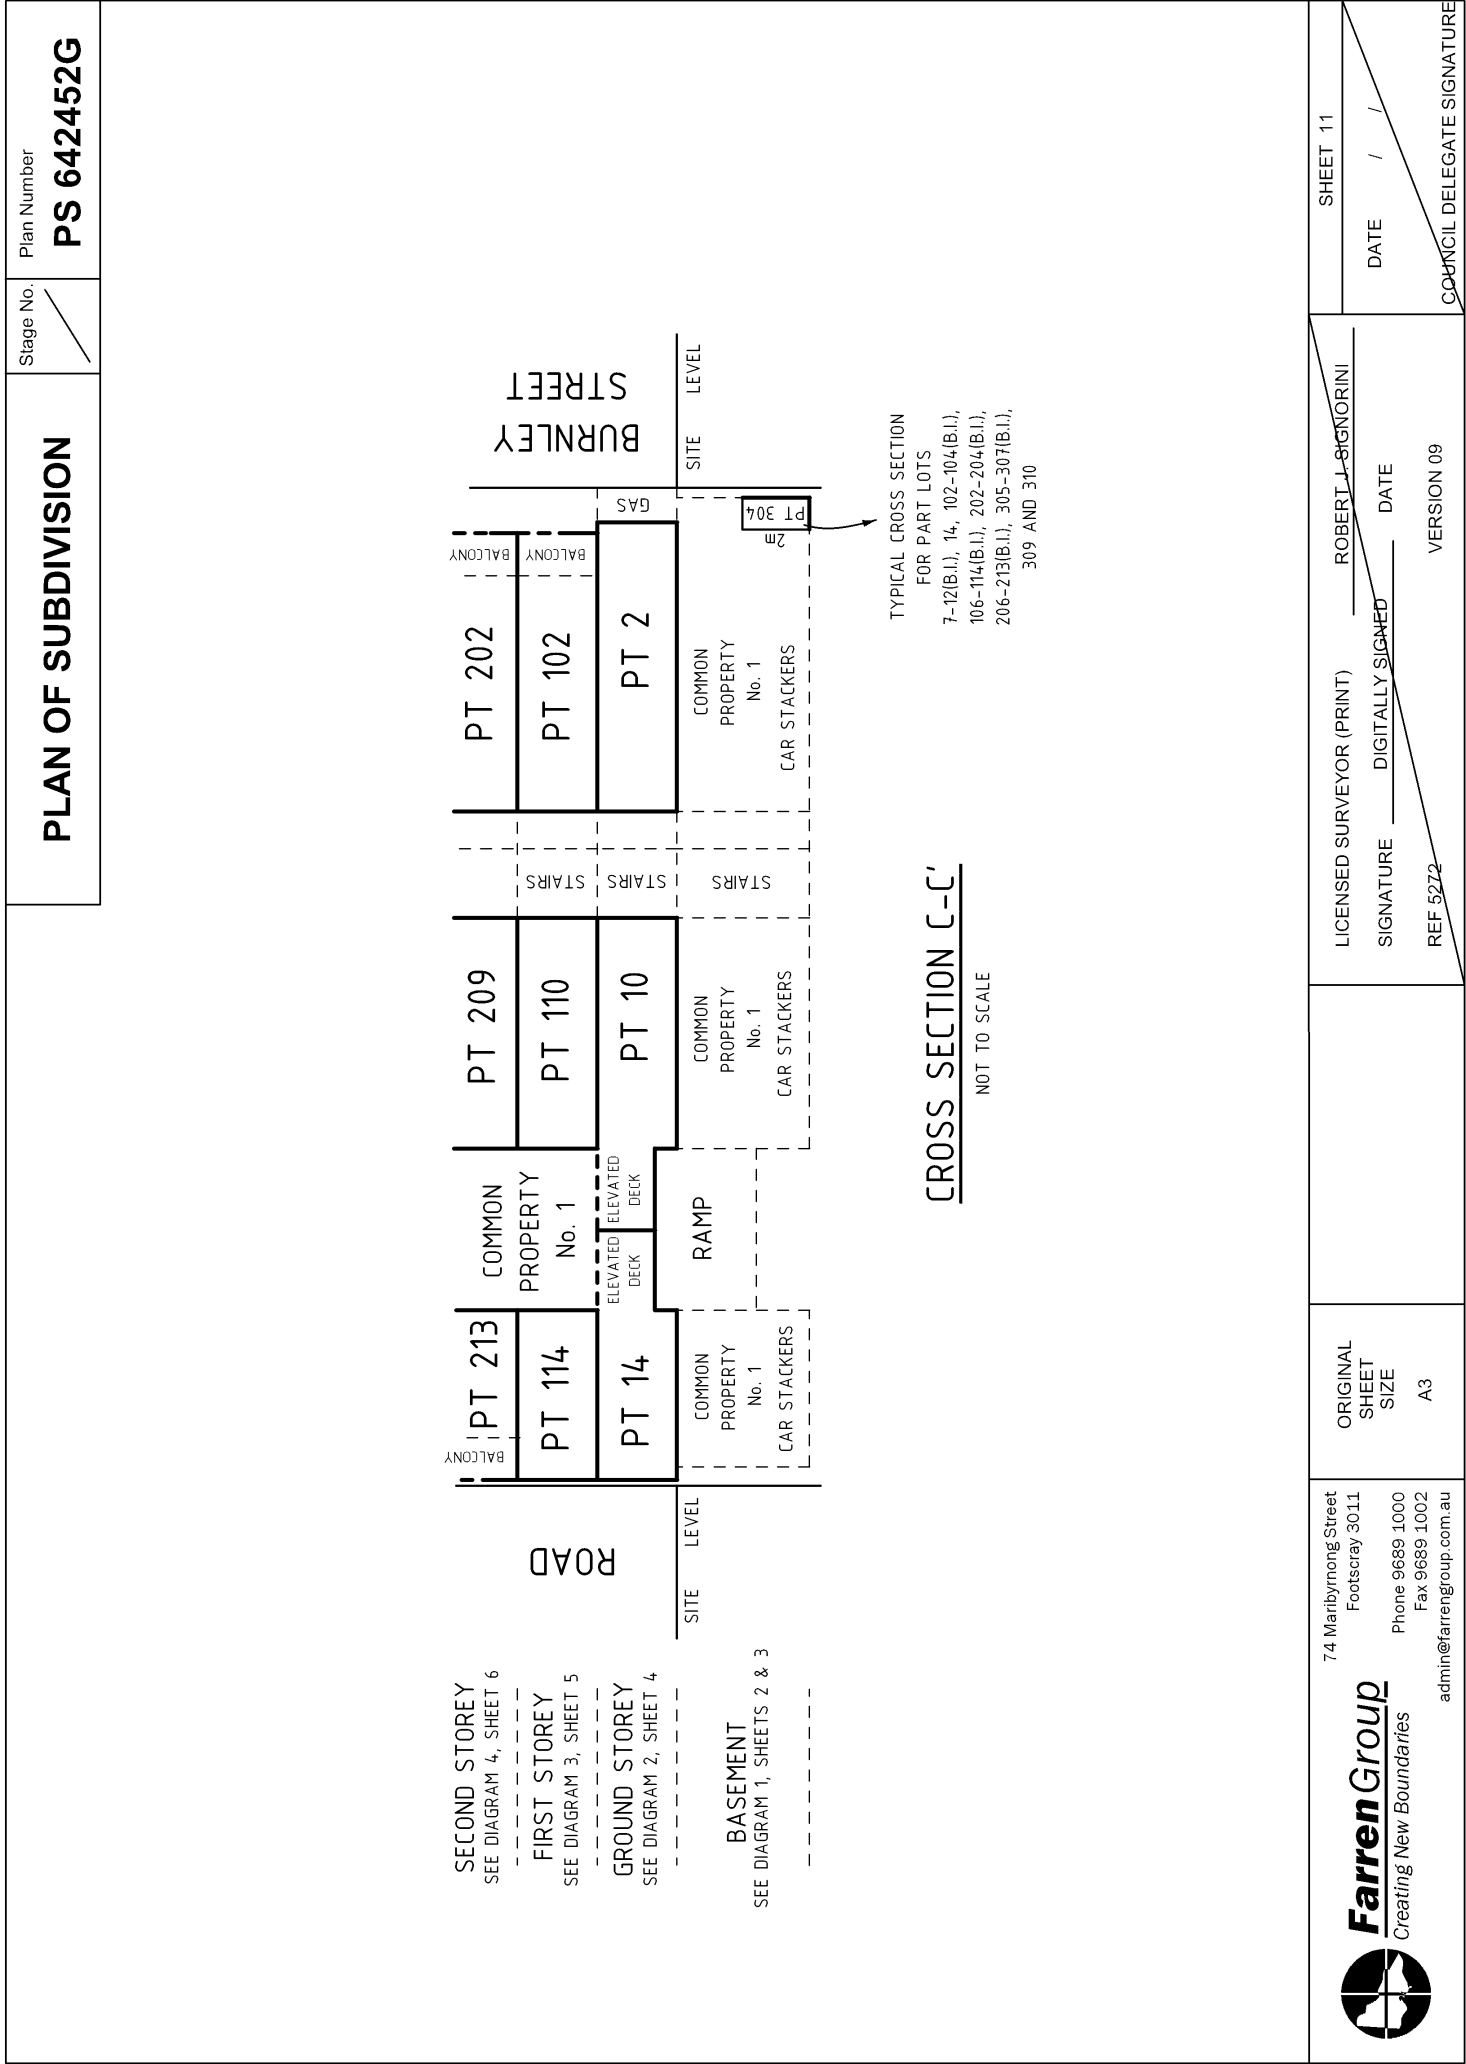 PLAN OF SUBDIVISION
Stage No.
Plan Number
PS 642452G
SECOND STOREY
SEE DIAGRAM 4, SHEET 6
FIRST STOREY
SEE DIAGRAM 3, SHEET 5
GROUND STOREY
SEE DIAGRAM 2, SHEET 4
BASEMENT
SEE DIAGRAM 1, SHEETS 2 & 3
ROAD
SITE LEVEL
BALCONY
PT 213
PT 114
PT 14
COMMON
PROPERTY
No. 1
CAR STACKERS
COMMON
PROPERTY
No. 1
ELEVATED
DECK
ELEVATED
DECK
RAMP
PT 209
PT 110
PT 10
COMMON
PROPERTY
No. 1
CAR STACKERS
STAIRS
STAIRS
STAIRS
PT 202
PT 102
PT 2
BALCONY
BALCONY
GAS
COMMON
PROPERTY
No. 1
CAR STACKERS
PT 304
2m
BURNLEY
STREET
SITE LEVEL
TYPICAL CROSS SECTION
FOR PART LOTS
7-12(B.I.), 14, 102-104(B.I.),
106-114(B.I.), 202-204(B.I.),
206-213(B.I.), 305-307(B.I.),
309 AND 310
CROSS SECTION C-C'
NOT TO SCALE
FarrenGroup
Creating New Boundaries
74 Maribyrnong Street
Footscray 3011
Phone 9689 1000
Fax 9689 1002
admin@farrengroup.com.au
ORIGINAL
SHEET
SIZE
A3
LICENSED SURVEYOR (PRINT) ROBERT J. SIGNORINI
SIGNATURE DIGITALLY SIGNED DATE
REF 5272 VERSION 09
SHEET 11
DATE / /
COUNCIL DELEGATE SIGNATURE